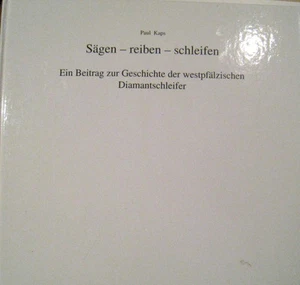 Paul Kaps
Sägen – reiben – schleifen
Ein Beitrag zur Geschichte der westpfälzischen
Diamantschleifer